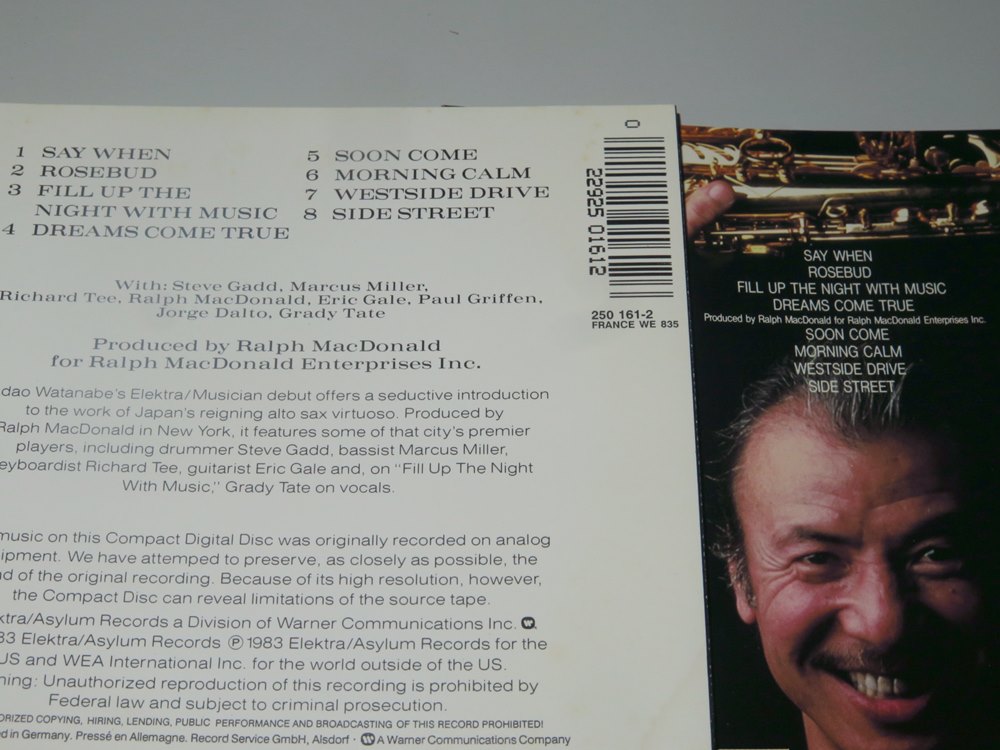 1 SAY WHEN
2 ROSEBUD
3 FILL UP THE
NIGHT WITH MUSIC
4 DREAMS COME TRUE
5 SOON COME
6 MORNING CALM
7 WESTSIDE DRIVE
8 SIDE STREET
With: Steve Gadd, Marcus Miller,
Richard Tee, Ralph MacDonald, Eric Gale, Paul Griffen,
Jorge Dalto, Grady Tate
Produced by Ralph MacDonald
for Ralph MacDonald Enterprises Inc.
dao Watanabe's Elektra/Musician debut offers a seductive introduction
to the work of Japan's reigning alto sax virtuoso. Produced by
Ralph MacDonald in New York, it features some of that city's premier
players, including drummer Steve Gadd, bassist Marcus Miller,
eyboardist Richard Tee, guitarist Eric Gale and, on "Fill Up The Night
With Music," Grady Tate on vocals.
music on this Compact Digital Disc was originally recorded on analog
ipment. We have attemped to preserve, as closely as possible, the
d of the original recording. Because of its high resolution, however,
the Compact Disc can reveal limitations of the source tape.
ktra/Asylum Records a Division of Warner Communications Inc.
83 Elektra/Asylum Records ℗ 1983 Elektra/Asylum Records for the
US and WEA International Inc. for the world outside of the US.
ning: Unauthorized reproduction of this recording is prohibited by
Federal law and subject to criminal prosecution.
ORIZED COPYING, HIRING, LENDING, PUBLIC PERFORMANCE AND BROADCASTING OF THIS RECORD PROHIBITED!
d in Germany. Pressé en Allemagne. Record Service GmbH, Alsdorf · A Warner Communications Company
0
22925 01612
250 161-2
FRANCE WE 835
SAY WHEN
ROSEBUD
FILL UP THE NIGHT WITH MUSIC
DREAMS COME TRUE
Produced by Ralph MacDonald for Ralph MacDonald Enterprises Inc.
SOON COME
MORNING CALM
WESTSIDE DRIVE
SIDE STREET